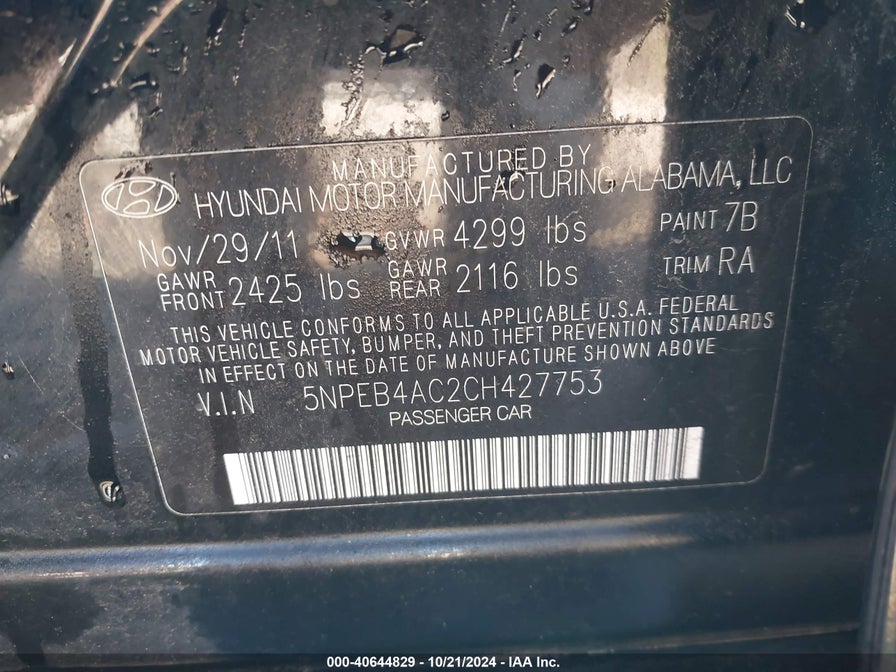 MANUFACTURED BY
HYUNDAI MOTOR MANUFACTURING ALABAMA, LLC
Nov/29/11 GVWR 4299 lbs PAINT 7B
GAWR FRONT 2425 lbs GAWR REAR 2116 lbs TRIM RA
THIS VEHICLE CONFORMS TO ALL APPLICABLE U.S.A. FEDERAL
MOTOR VEHICLE SAFETY, BUMPER, AND THEFT PREVENTION STANDARDS
IN EFFECT ON THE DATE OF MANUFACTURE SHOWN ABOVE
V.I.N 5NPEB4AC2CH427753
PASSENGER CAR
000-40644829 - 10/21/2024 - IAA Inc.